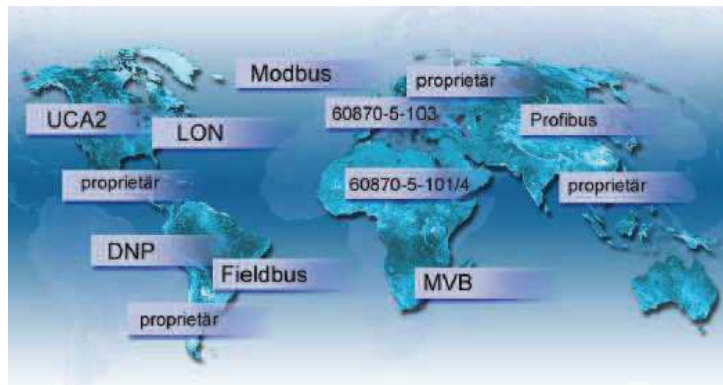 Modbus
proprietär
UCA2
LON
60870-5-103
Profibus
proprietär
60870-5-101/4
proprietär
DNP
Fieldbus
MVB
proprietär